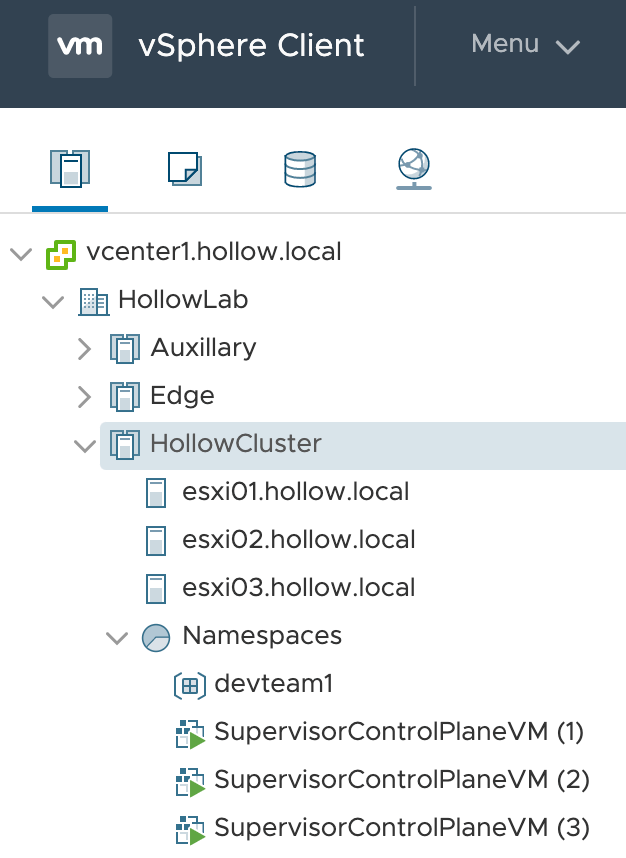 vm vSphere Client Menu
vcenter1.hollow.local
HollowLab
Auxillary
Edge
HollowCluster
esxi01.hollow.local
esxi02.hollow.local
esxi03.hollow.local
Namespaces
devteam1
SupervisorControlPlaneVM (1)
SupervisorControlPlaneVM (2)
SupervisorControlPlaneVM (3)